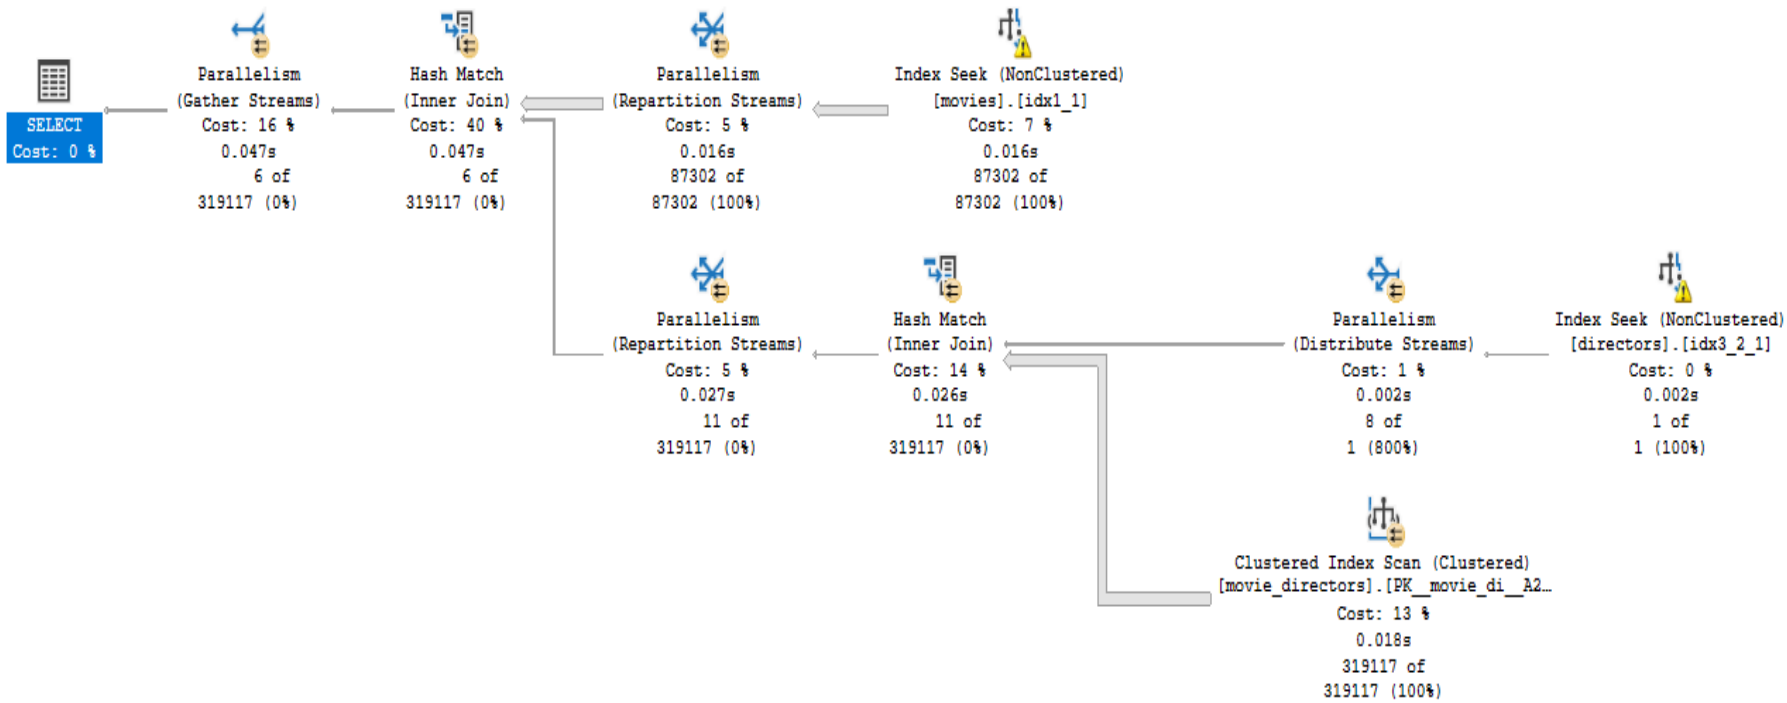 SELECT
Cost: 0 %
Parallelism
(Gather Streams)
Cost: 16 %
0.047s
6 of
319117 (0%)
Hash Match
(Inner Join)
Cost: 40 %
0.047s
6 of
319117 (0%)
Parallelism
(Repartition Streams)
Cost: 5 %
0.016s
87302 of
87302 (100%)
Index Seek (NonClustered)
[movies].[idx1_1]
Cost: 7 %
0.016s
87302 of
87302 (100%)
Parallelism
(Repartition Streams)
Cost: 5 %
0.027s
11 of
319117 (0%)
Hash Match
(Inner Join)
Cost: 14 %
0.026s
11 of
319117 (0%)
Parallelism
(Distribute Streams)
Cost: 1 %
0.002s
8 of
1 (800%)
Index Seek (NonClustered)
[directors].[idx3_2_1]
Cost: 0 %
0.002s
1 of
1 (100%)
Clustered Index Scan (Clustered)
[movie_directors].[PK__movie_di__A2…
Cost: 13 %
0.018s
319117 of
319117 (100%)